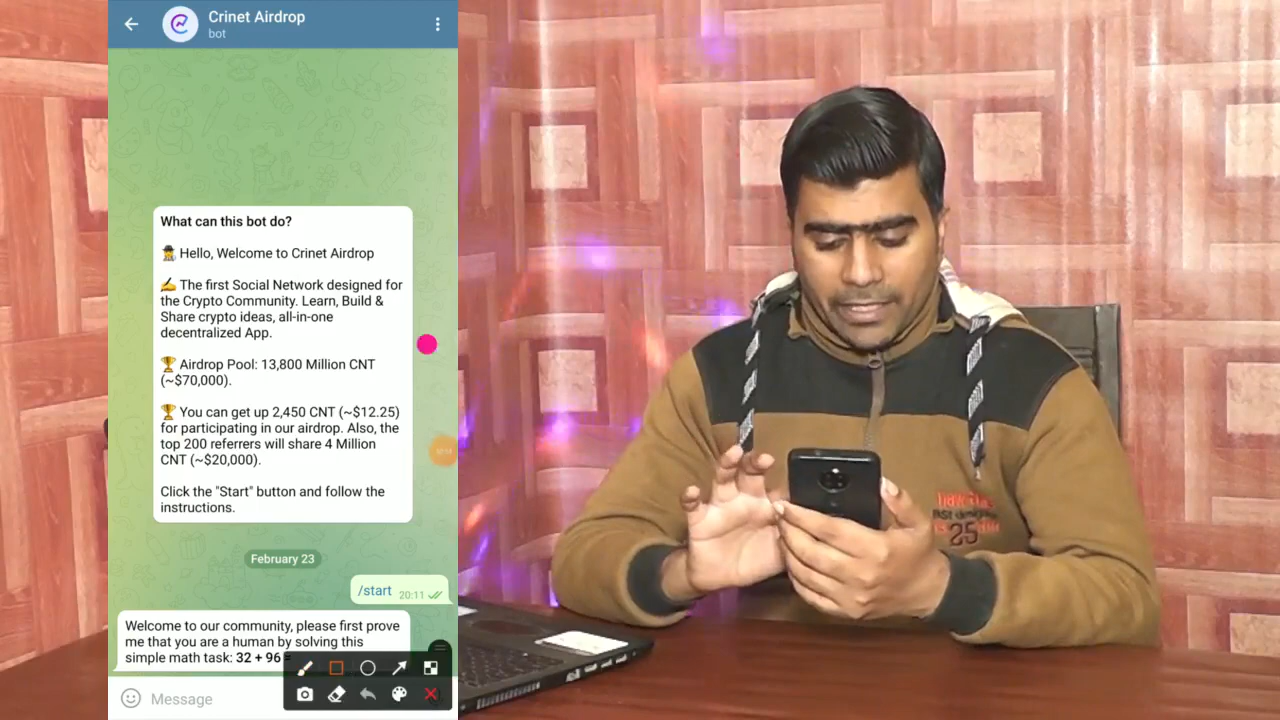 Crinet Airdrop
bot
What can this bot do?
🕵️ Hello, Welcome to Crinet Airdrop
✍️ The first Social Network designed for
the Crypto Community. Learn, Build &
Share crypto ideas, all-in-one
decentralized App.
🏆 Airdrop Pool: 13,800 Million CNT
(~$70,000).
🏆 You can get up 2,450 CNT (~$12.25)
for participating in our airdrop. Also, the
top 200 referrers will share 4 Million
CNT (~$20,000).
Click the "Start" button and follow the
instructions.
February 23
/start 20:11
Welcome to our community, please first prove
me that you are a human by solving this
simple math task: 32 + 96 =
Message
25